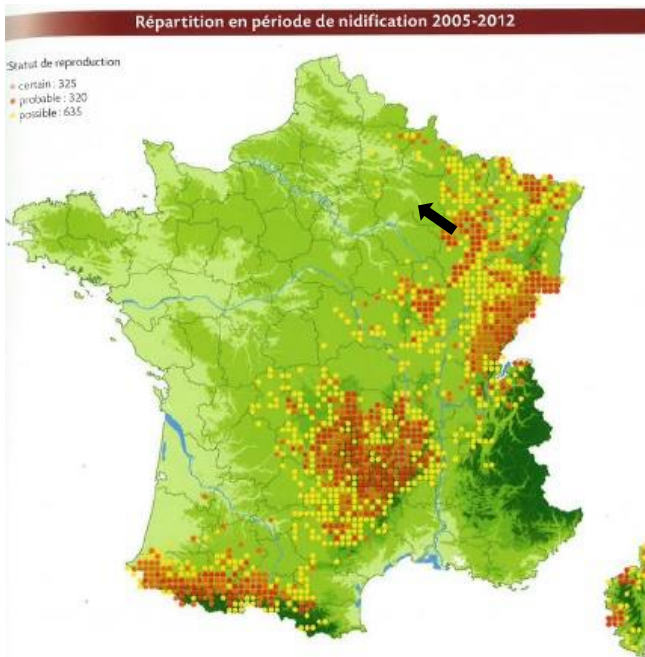 Répartition en période de nidification 2005-2012
Statut de reproduction
certain : 325
probable : 320
possible : 635